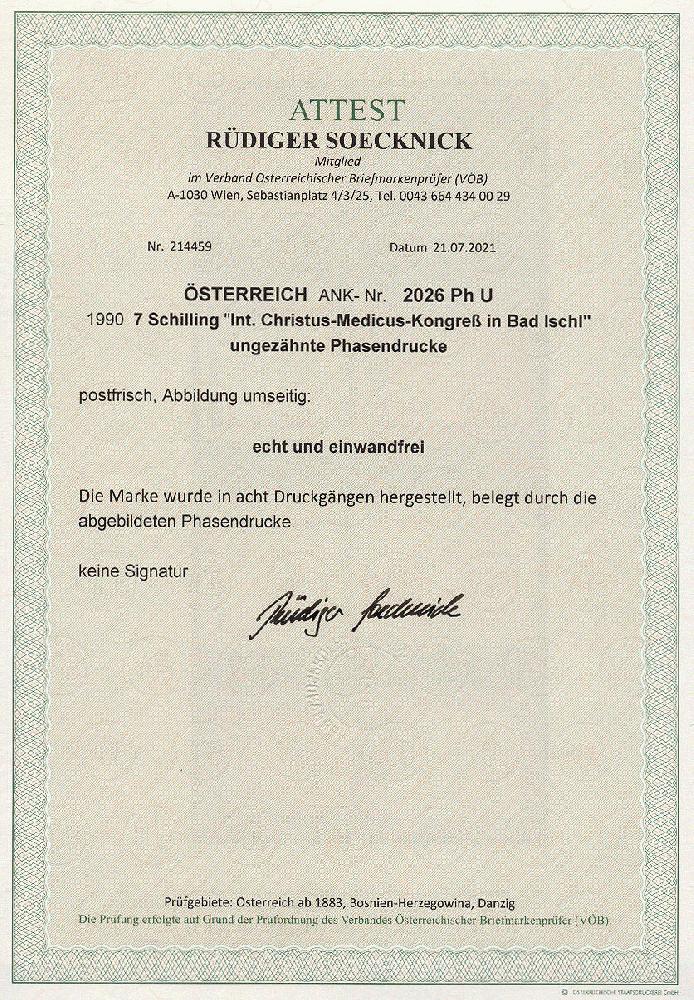 ATTEST
RÜDIGER SOECKNICK
Mitglied
im Verband Österreichischer Briefmarkenprüfer (VÖB)
A-1030 Wien, Sebastianplatz 4/3/25, Tel. 0043 664 434 00 29
Nr. 214459 Datum 21.07.2021
ÖSTERREICH ANK- Nr. 2026 Ph U
1990 7 Schilling "Int. Christus-Medicus-Kongreß in Bad Ischl"
ungezähnte Phasendrucke
postfrisch, Abbildung umseitig:
echt und einwandfrei
Die Marke wurde in acht Druckgängen hergestellt, belegt durch die
abgebildeten Phasendrucke
keine Signatur
Rüdiger Soecknick
Prüfgebiete: Österreich ab 1883, Bosnien-Herzegowina, Danzig
Die Prüfung erfolgte auf Grund der Prüfordnung des Verbandes Österreichischer Briefmarkenprüfer (VÖB)
© ÖSTERREICHISCHE STAATSDRUCKEREI GmbH